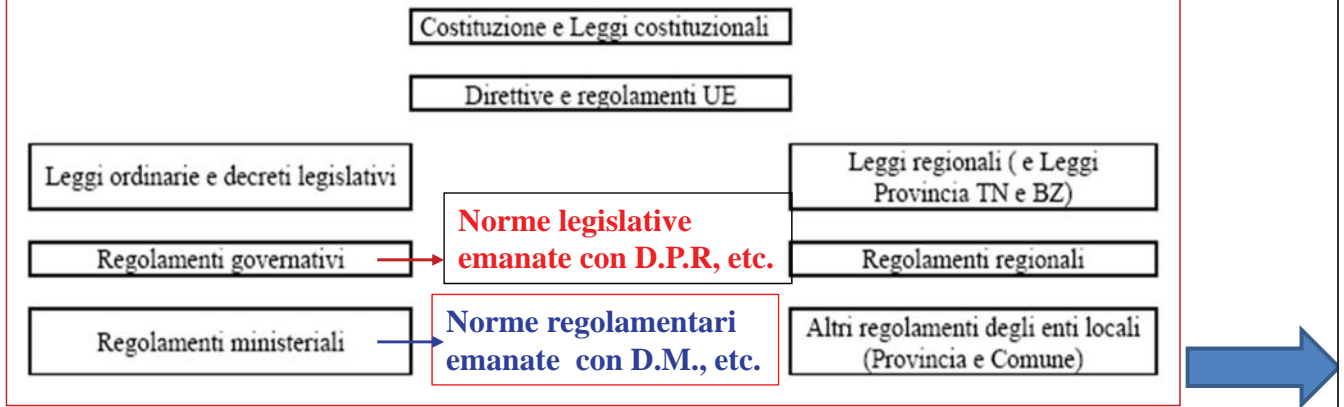 Costituzione e Leggi costituzionali
Direttive e regolamenti UE
Leggi ordinarie e decreti legislativi
Leggi regionali ( e Leggi
Provincia TN e BZ)
Regolamenti governativi
Norme legislative
emanate con D.P.R, etc.
Regolamenti regionali
Regolamenti ministeriali
Norme regolamentari
emanate con D.M., etc.
Altri regolamenti degli enti locali
(Provincia e Comune)